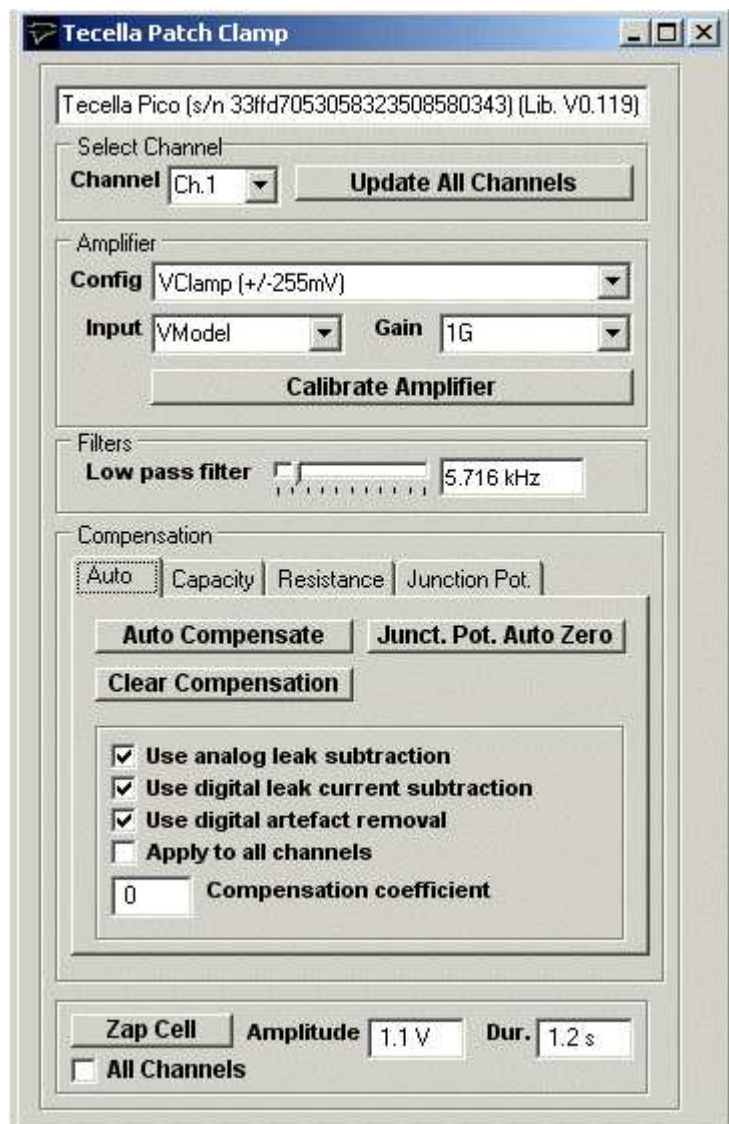 Tecella Patch Clamp
Tecella Pico (s/n 33ffd7053058323508580343) (Lib. V0.119)
Select Channel
Channel Ch.1 Update All Channels
Amplifier
Config VClamp (+/-255mV)
Input VModel Gain 1G
Calibrate Amplifier
Filters
Low pass filter 5.716 kHz
Compensation
Auto Capacity Resistance Junction Pot.
Auto Compensate Junct. Pot. Auto Zero
Clear Compensation
Use analog leak subtraction
Use digital leak current subtraction
Use digital artefact removal
Apply to all channels
0 Compensation coefficient
Zap Cell Amplitude 1.1 V Dur. 1.2 s
All Channels